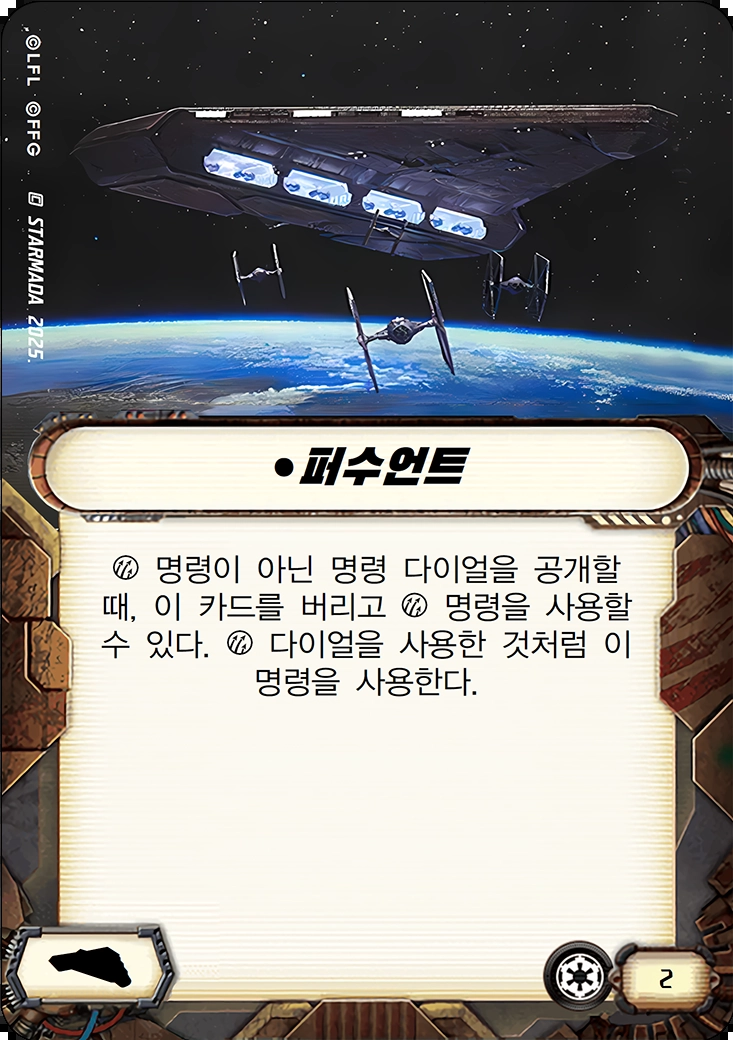 ©LFL ©FFG
STARMADA 2025.
•퍼수언트
명령이 아닌 명령 다이얼을 공개할
때, 이 카드를 버리고 명령을 사용할
수 있다. 다이얼을 사용한 것처럼 이
명령을 사용한다.
2